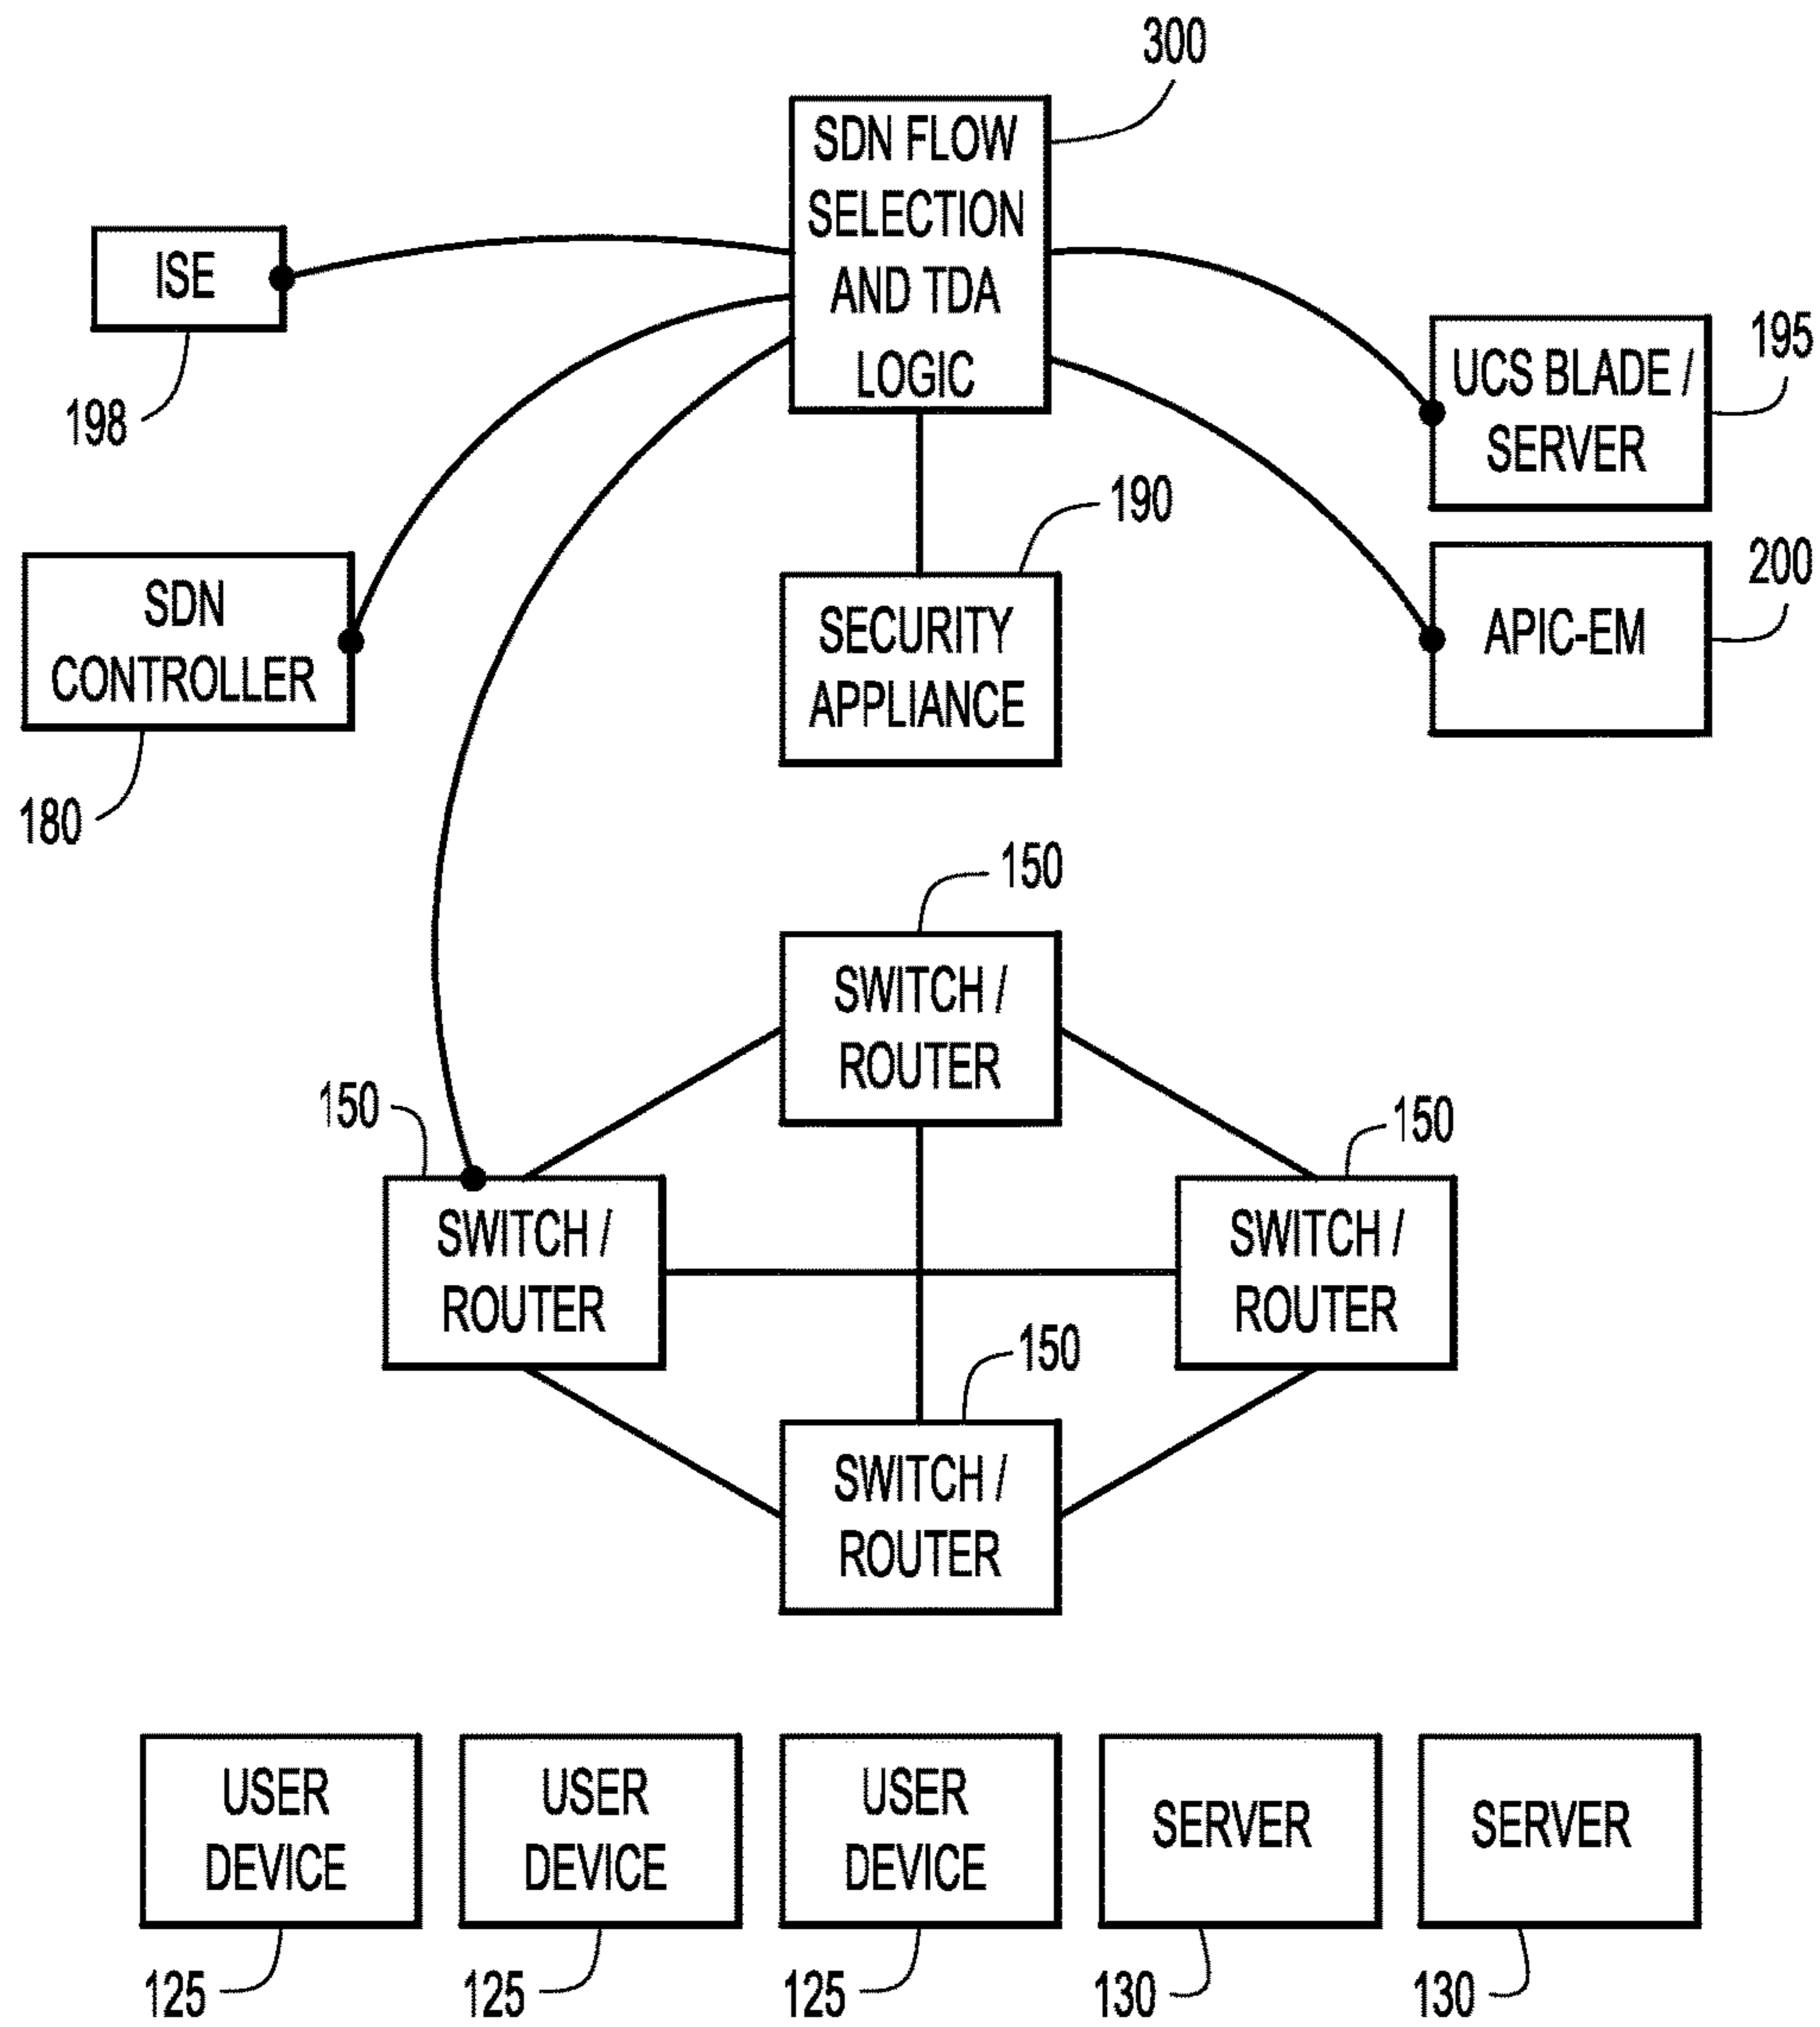 300
SDN FLOW
SELECTION
AND TDA
LOGIC
ISE
198
UCS BLADE /
SERVER
195
190
SDN
CONTROLLER
180
SECURITY
APPLIANCE
APIC-EM
200
150
SWITCH /
ROUTER
150
SWITCH /
ROUTER
150
SWITCH /
ROUTER
150
SWITCH /
ROUTER
USER
DEVICE
USER
DEVICE
USER
DEVICE
SERVER
SERVER
125
125
125
130
130